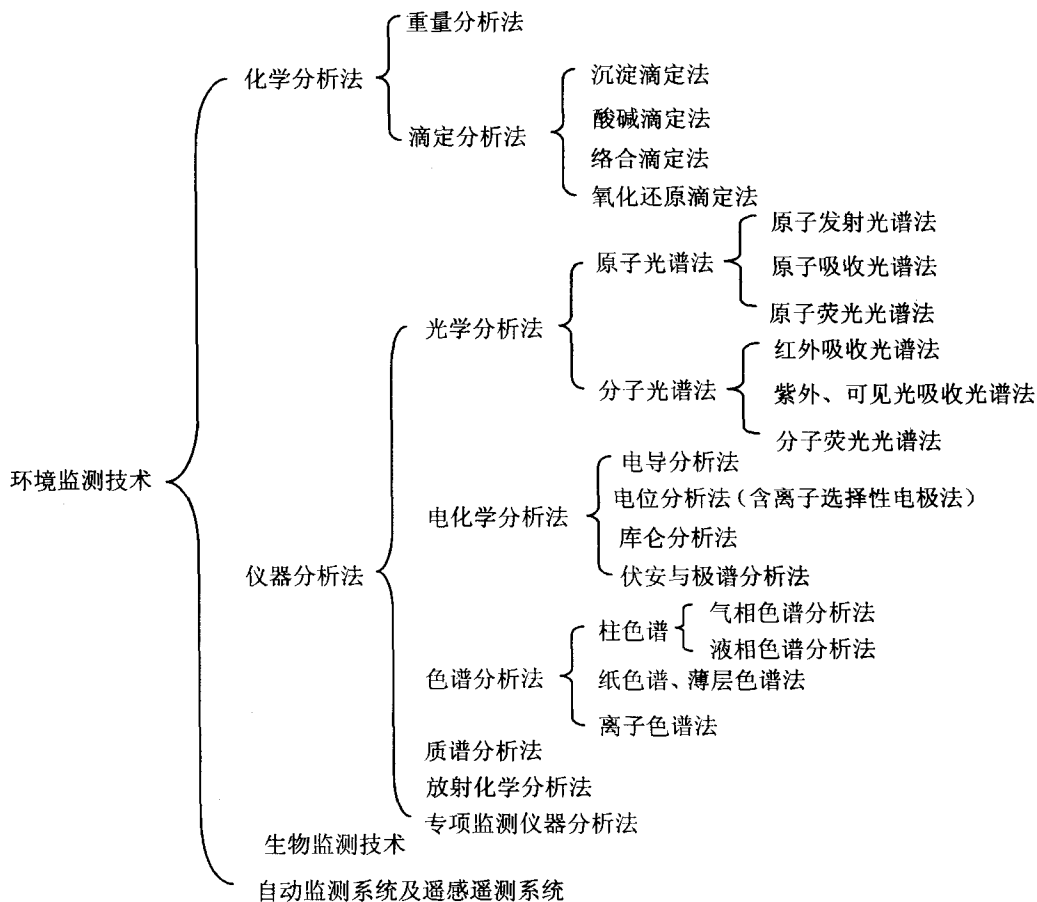 重量分析法
化学分析法
沉淀滴定法
滴定分析法
酸碱滴定法
络合滴定法
氧化还原滴定法
原子发射光谱法
原子光谱法
原子吸收光谱法
原子荧光光谱法
光学分析法
红外吸收光谱法
分子光谱法
紫外、可见光吸收光谱法
分子荧光光谱法
环境监测技术
电导分析法
电位分析法(含离子选择性电极法)
电化学分析法
库仑分析法
伏安与极谱分析法
仪器分析法
气相色谱分析法
柱色谱
液相色谱分析法
色谱分析法
纸色谱、薄层色谱法
离子色谱法
质谱分析法
放射化学分析法
专项监测仪器分析法
生物监测技术
自动监测系统及遥感遥测系统